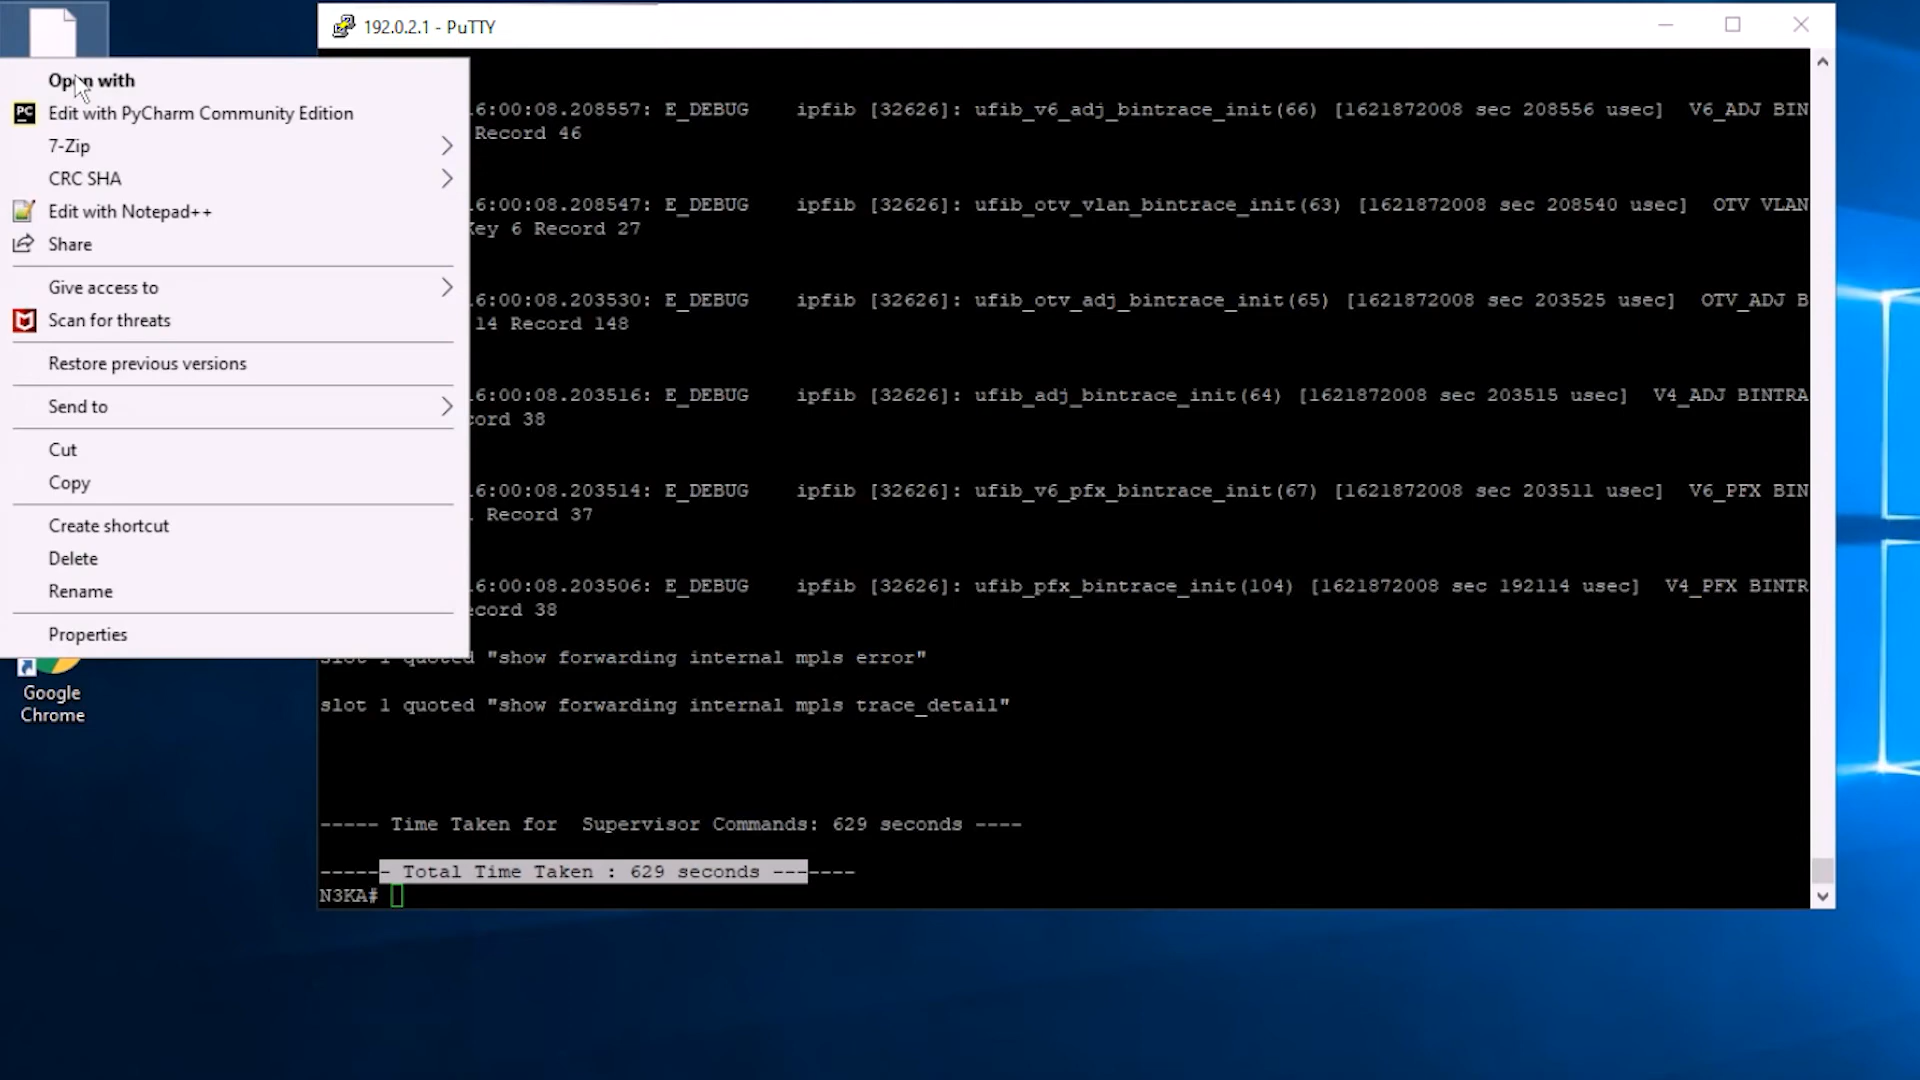 192.0.2.1 - PuTTY
Open with
Edit with PyCharm Community Edition
7-Zip
CRC SHA
Edit with Notepad++
Share
Give access to
Scan for threats
Restore previous versions
Send to
Cut
Copy
Create shortcut
Delete
Rename
Properties
Google
Chrome
6:00:08.208557: E_DEBUG    ipfib [32626]: ufib_v6_adj_bintrace_init(66) [1621872008 sec 208556 usec]  V6_ADJ BIN
Record 46
6:00:08.208547: E_DEBUG    ipfib [32626]: ufib_otv_vlan_bintrace_init(63) [1621872008 sec 208540 usec]  OTV VLAN
Key 6 Record 27
6:00:08.203530: E_DEBUG    ipfib [32626]: ufib_otv_adj_bintrace_init(65) [1621872008 sec 203525 usec]  OTV_ADJ B
14 Record 148
6:00:08.203516: E_DEBUG    ipfib [32626]: ufib_adj_bintrace_init(64) [1621872008 sec 203515 usec]  V4_ADJ BINTRA
cord 38
6:00:08.203514: E_DEBUG    ipfib [32626]: ufib_v6_pfx_bintrace_init(67) [1621872008 sec 203511 usec]  V6_PFX BIN
Record 37
6:00:08.203506: E_DEBUG    ipfib [32626]: ufib_pfx_bintrace_init(104) [1621872008 sec 192114 usec]  V4_PFX BINTR
ecord 38
slot 1 quoted "show forwarding internal mpls error"
slot 1 quoted "show forwarding internal mpls trace_detail"
----- Time Taken for  Supervisor Commands: 629 seconds ----
------ Total Time Taken : 629 seconds -------
N3KA#